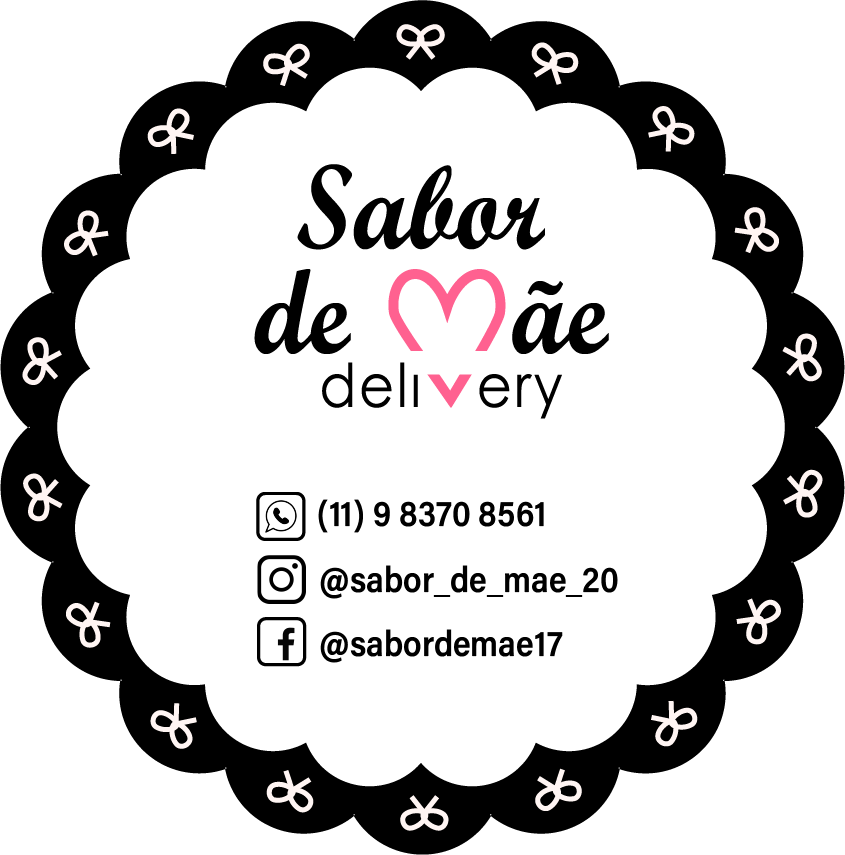 Sabor
de Mãe
delivery
(11) 9 8370 8561
@sabor_de_mae_20
@sabordemae17